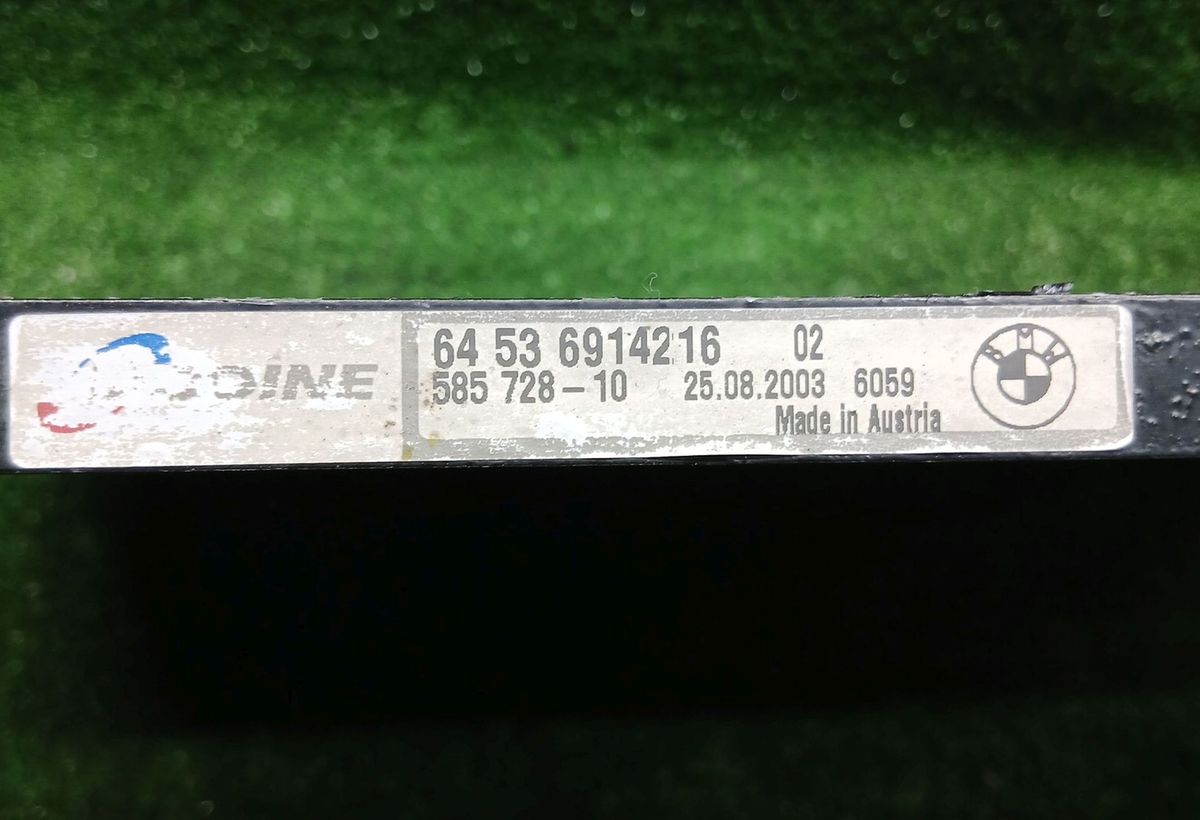 64 53 6914216 02
585 728-10 25.08.2003 6059
Made in Austria
BMW